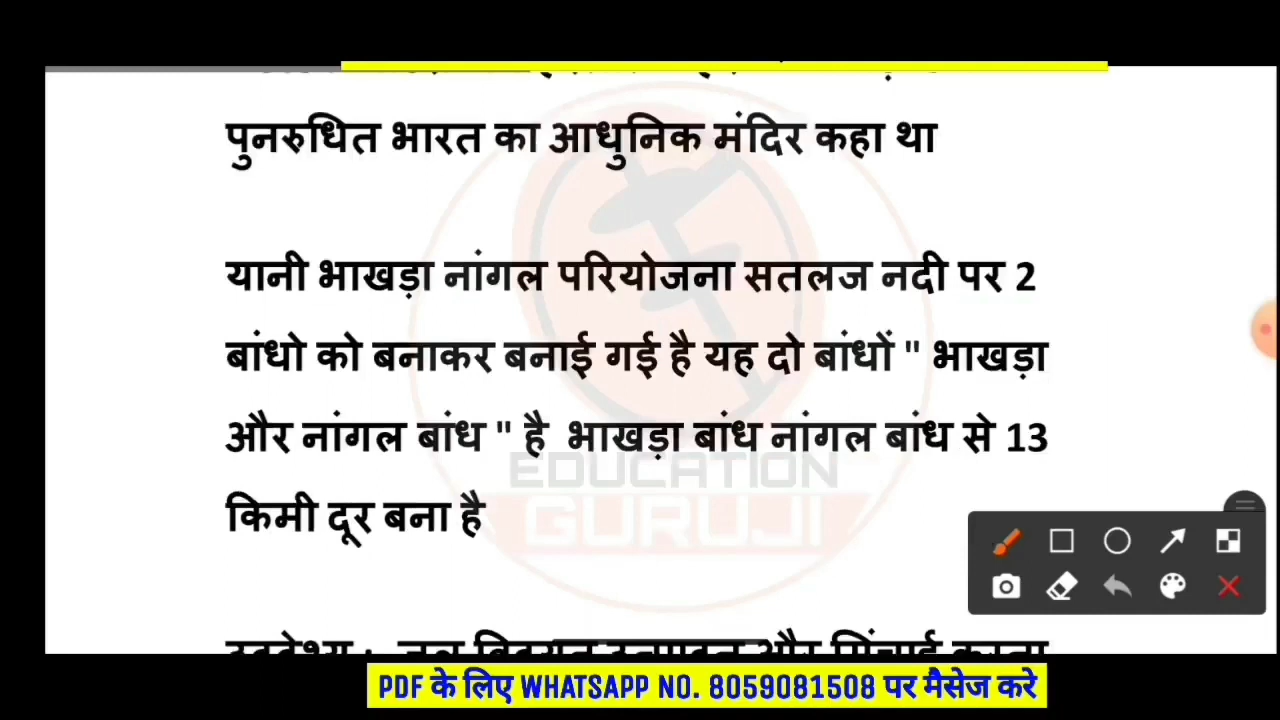 पुनरुधित भारत का आधुनिक मंदिर कहा था
यानी भाखड़ा नांगल परियोजना सतलज नदी पर 2
बांधो को बनाकर बनाई गई है यह दो बांधों " भाखड़ा
और नांगल बांध " है भाखड़ा बांध नांगल बांध से 13
EDUCATION
किमी दूर बना है
GURUJI
PDF के लिए WHATSAPP NO. 8059081508 पर मैसेज करे